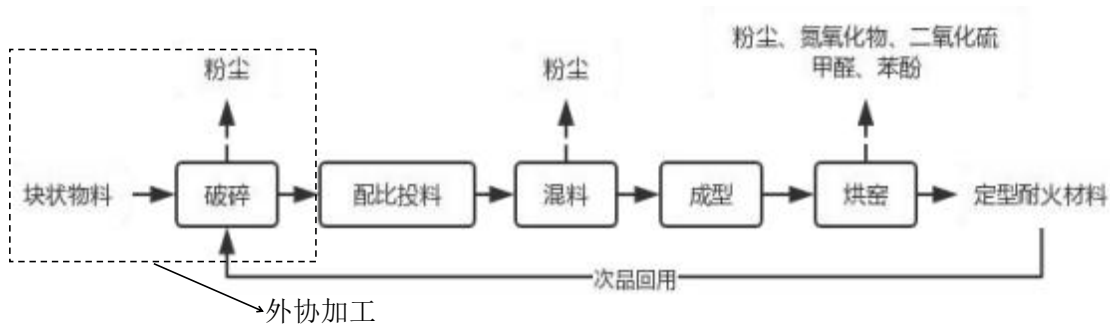 粉尘、氮氧化物、二氧化硫
甲醛、苯酚
粉尘
粉尘
块状物料
破碎
配比投料
混料
成型
烘窑
定型耐火材料
次品回用
外协加工